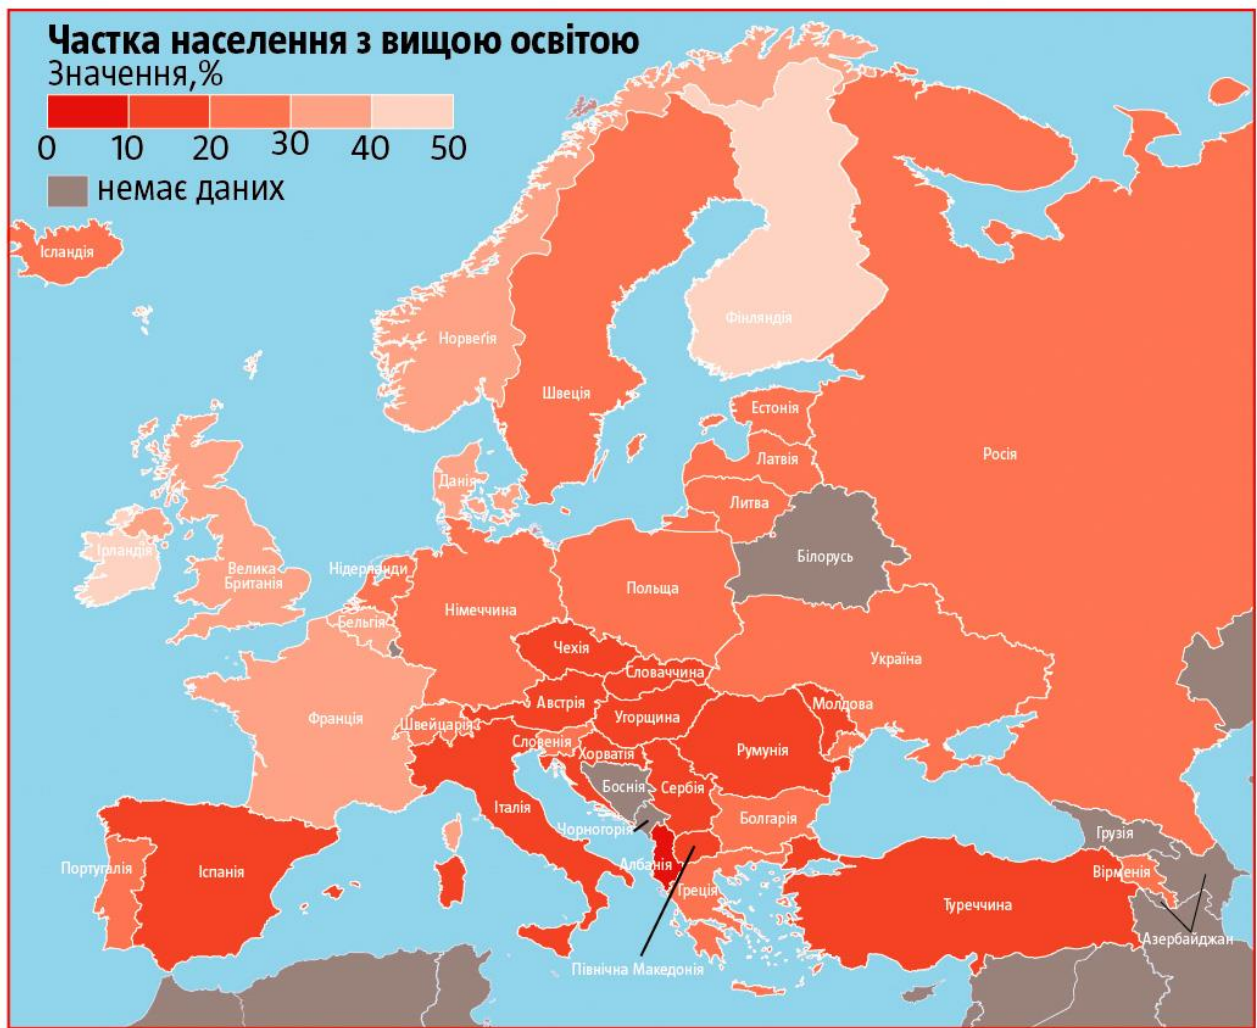 Частка населення з вищою освітою
Значення,%
0 10 20 30 40 50
немає даних
Ісландія
Фінляндія
Норвеґія
Швеція
Естонія
Росія
Латвія
Данія
Литва
Ірландія
Білорусь
Велика
Британія
Нідерланди
Польща
Німеччина
Бельгія
Чехія
Україна
Словаччина
Австрія
Молдова
Франція
Швейцарія
Угорщина
Словенія
Румунія
Хорватія
Боснія
Сербія
Італія
Болгарія
Чорногорія
Грузія
Португалія
Іспанія
Албанія
Вірменія
Греція
Туреччина
Азербайджан
Північна Македонія